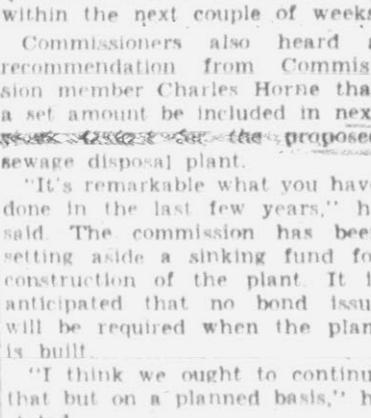 within the next couple of weeks
Commissioners also heard a
recommendation from Commis
sion member Charles Horne tha
a set amount be included in nex
the propose
sewage disposal plant.
"It's remarkable what you have
done in the last few years," h
said. The commission has bee
setting aside a sinking fund fo
construction of the plant. It i
anticipated that no bond issu
will be required when the plan
is built
"I think we ought to continu
that but on a planned basis," h